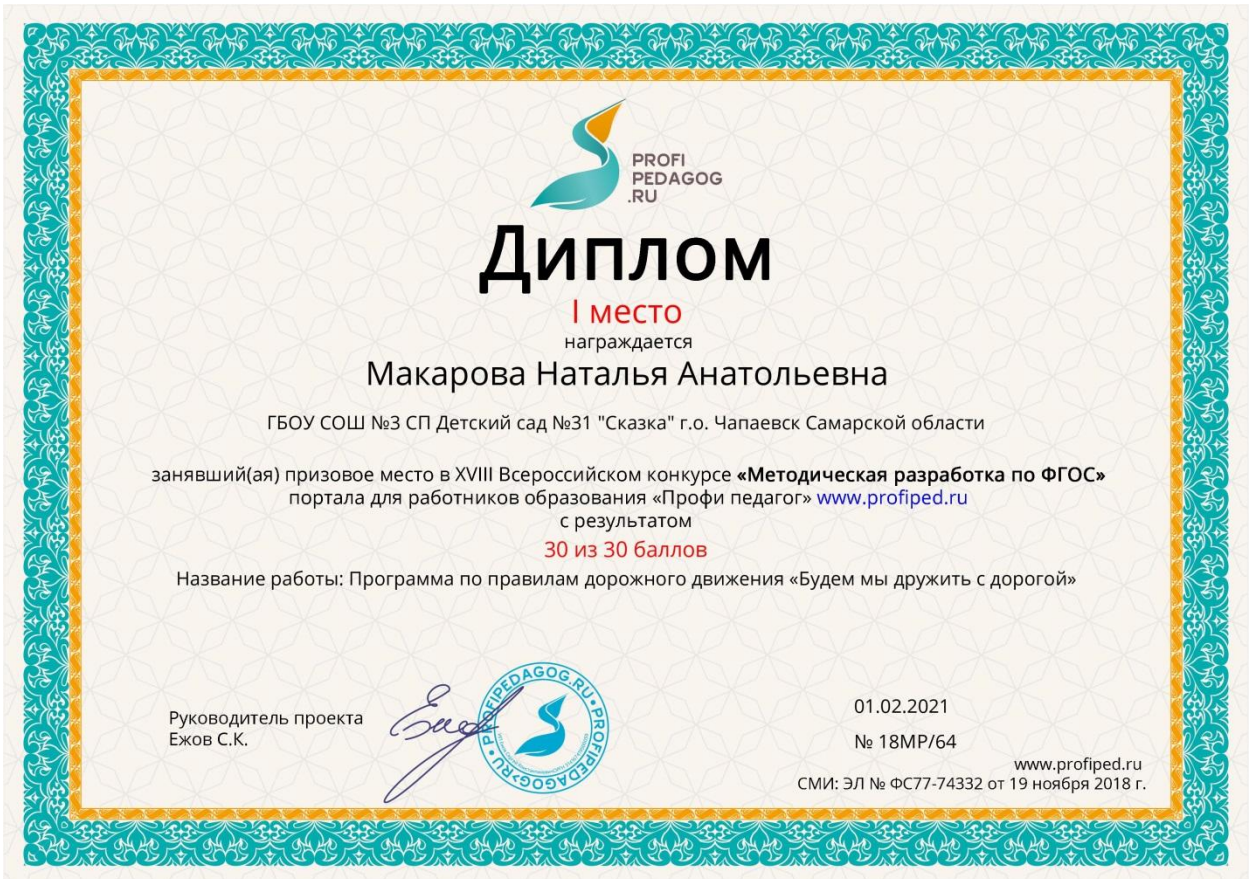 PROFI
PEDAGOG
.RU
Диплом
I место
награждается
Макарова Наталья Анатольевна
ГБОУ СОШ №3 СП Детский сад №31 "Сказка" г.о. Чапаевск Самарской области
занявший(ая) призовое место в XVIII Всероссийском конкурсе «Методическая разработка по ФГОС»
портала для работников образования «Профи педагог» www.profiped.ru
с результатом
30 из 30 баллов
Название работы: Программа по правилам дорожного движения «Будем мы дружить с дорогой»
Руководитель проекта
Ежов С.К.
PROFIPEDAGOG.RU • PROFIPEDAGOG.RU •
01.02.2021
№ 18МР/64
www.profiped.ru
СМИ: ЭЛ № ФС77-74332 от 19 ноября 2018 г.